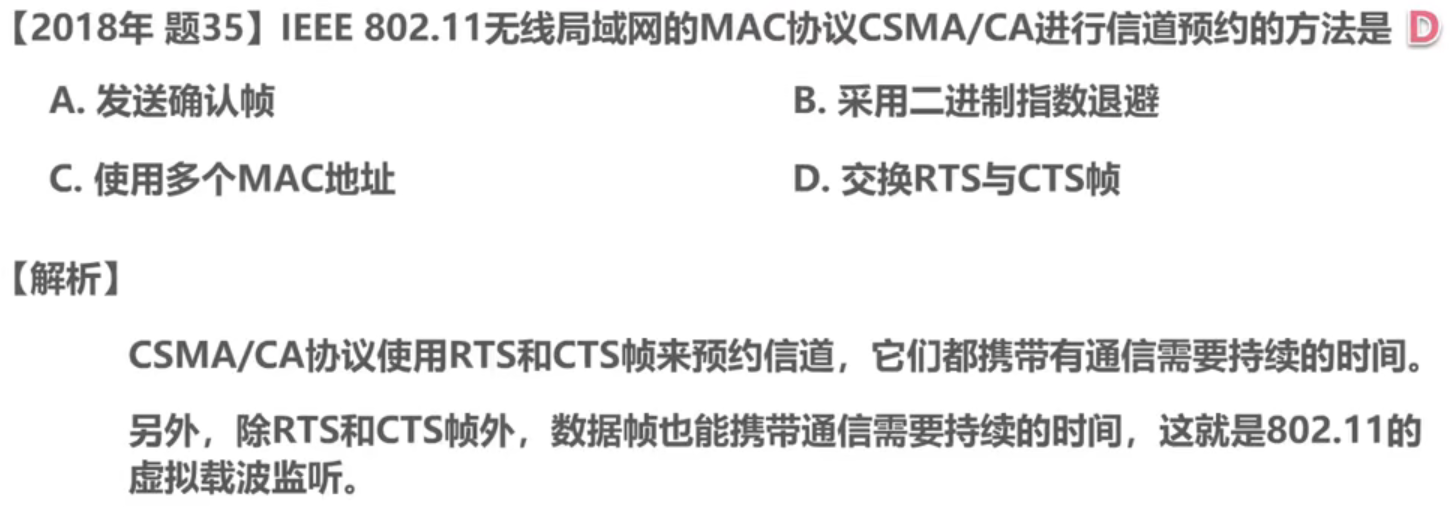 【2018年 题35】IEEE 802.11无线局域网的MAC协议CSMA/CA进行信道预约的方法是 D
A. 发送确认帧 B. 采用二进制指数退避
C. 使用多个MAC地址 D. 交换RTS与CTS帧
【解析】
CSMA/CA协议使用RTS和CTS帧来预约信道，它们都携带有通信需要持续的时间。
另外，除RTS和CTS帧外，数据帧也能携带通信需要持续的时间，这就是802.11的
虚拟载波监听。